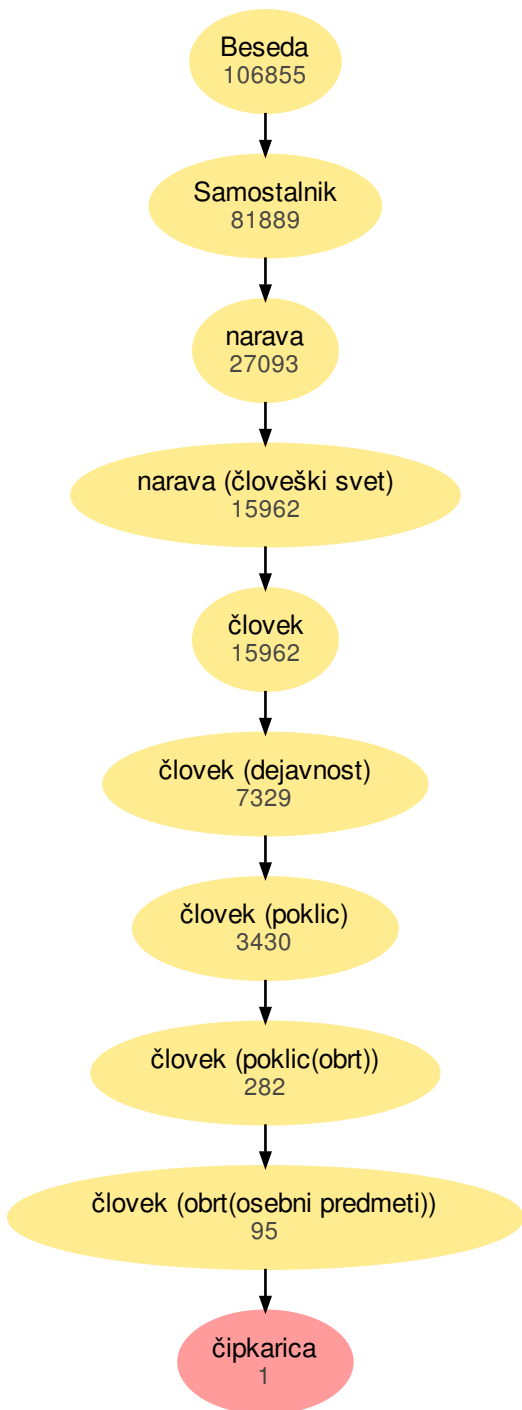 Beseda
106855
Samostalnik
81889
narava
27093
narava (človeški svet)
15962
človek
15962
človek (dejavnost)
7329
človek (poklic)
3430
človek (poklic(obrt))
282
človek (obrt(osebni predmeti))
95
čipkarica
1